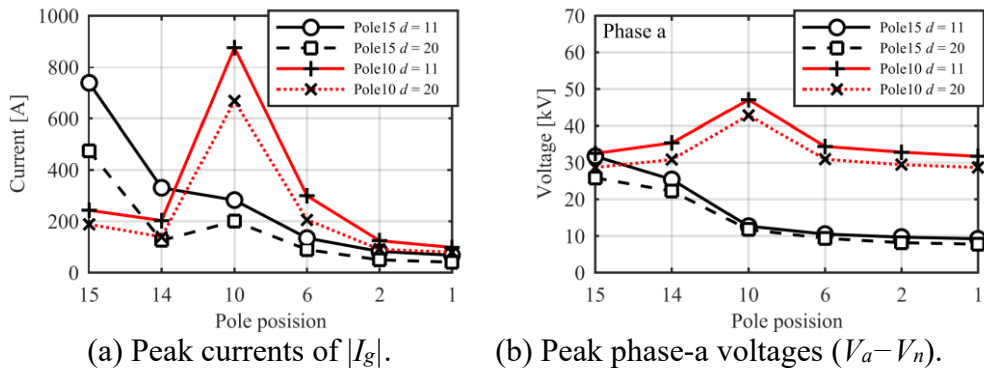 1000
800
600
400
200
0
Current [A]
15 14 10 6 2 1
Pole posision
Pole15 d = 11
Pole15 d = 20
Pole10 d = 11
Pole10 d = 20
(a) Peak currents of |Ig|.
Phase a
70
60
50
40
30
20
10
0
Voltage [kV]
15 14 10 6 2 1
Pole posision
Pole15 d = 11
Pole15 d = 20
Pole10 d = 11
Pole10 d = 20
(b) Peak phase-a voltages (Va−Vn).